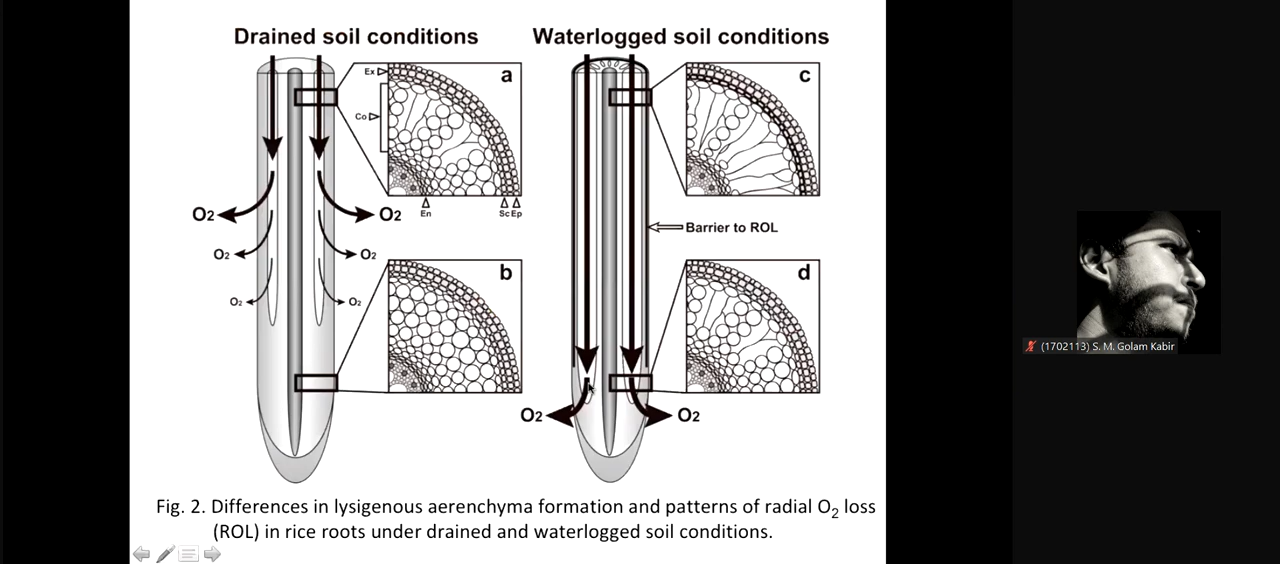 Drained soil conditions
Waterlogged soil conditions
a
Ex
Co
En
Sc Ep
O2
O2
O2
O2
O2
O2
b
c
Barrier to ROL
d
O2
O2
Fig. 2. Differences in lysigenous aerenchyma formation and patterns of radial O2 loss
(ROL) in rice roots under drained and waterlogged soil conditions.
(1702113) S. M. Golam Kabir